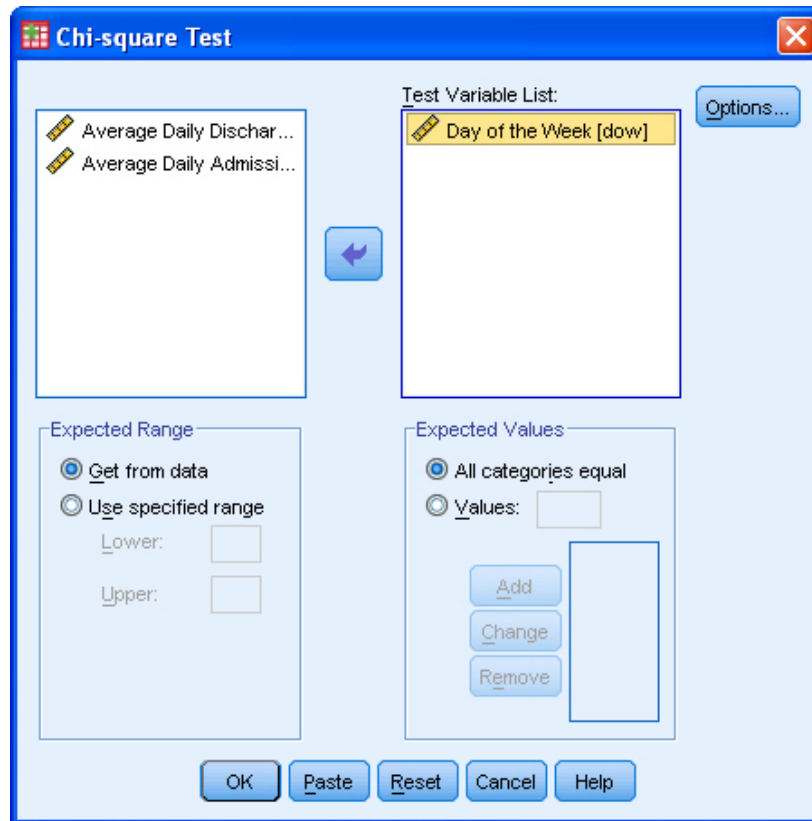 Chi-square Test
Test Variable List:
Average Daily Dischar...
Average Daily Admissi...
Day of the Week [dow]
Options...
Expected Range
Get from data
Use specified range
Lower:
Upper:
Expected Values
All categories equal
Values:
Add
Change
Remove
OK
Paste
Reset
Cancel
Help